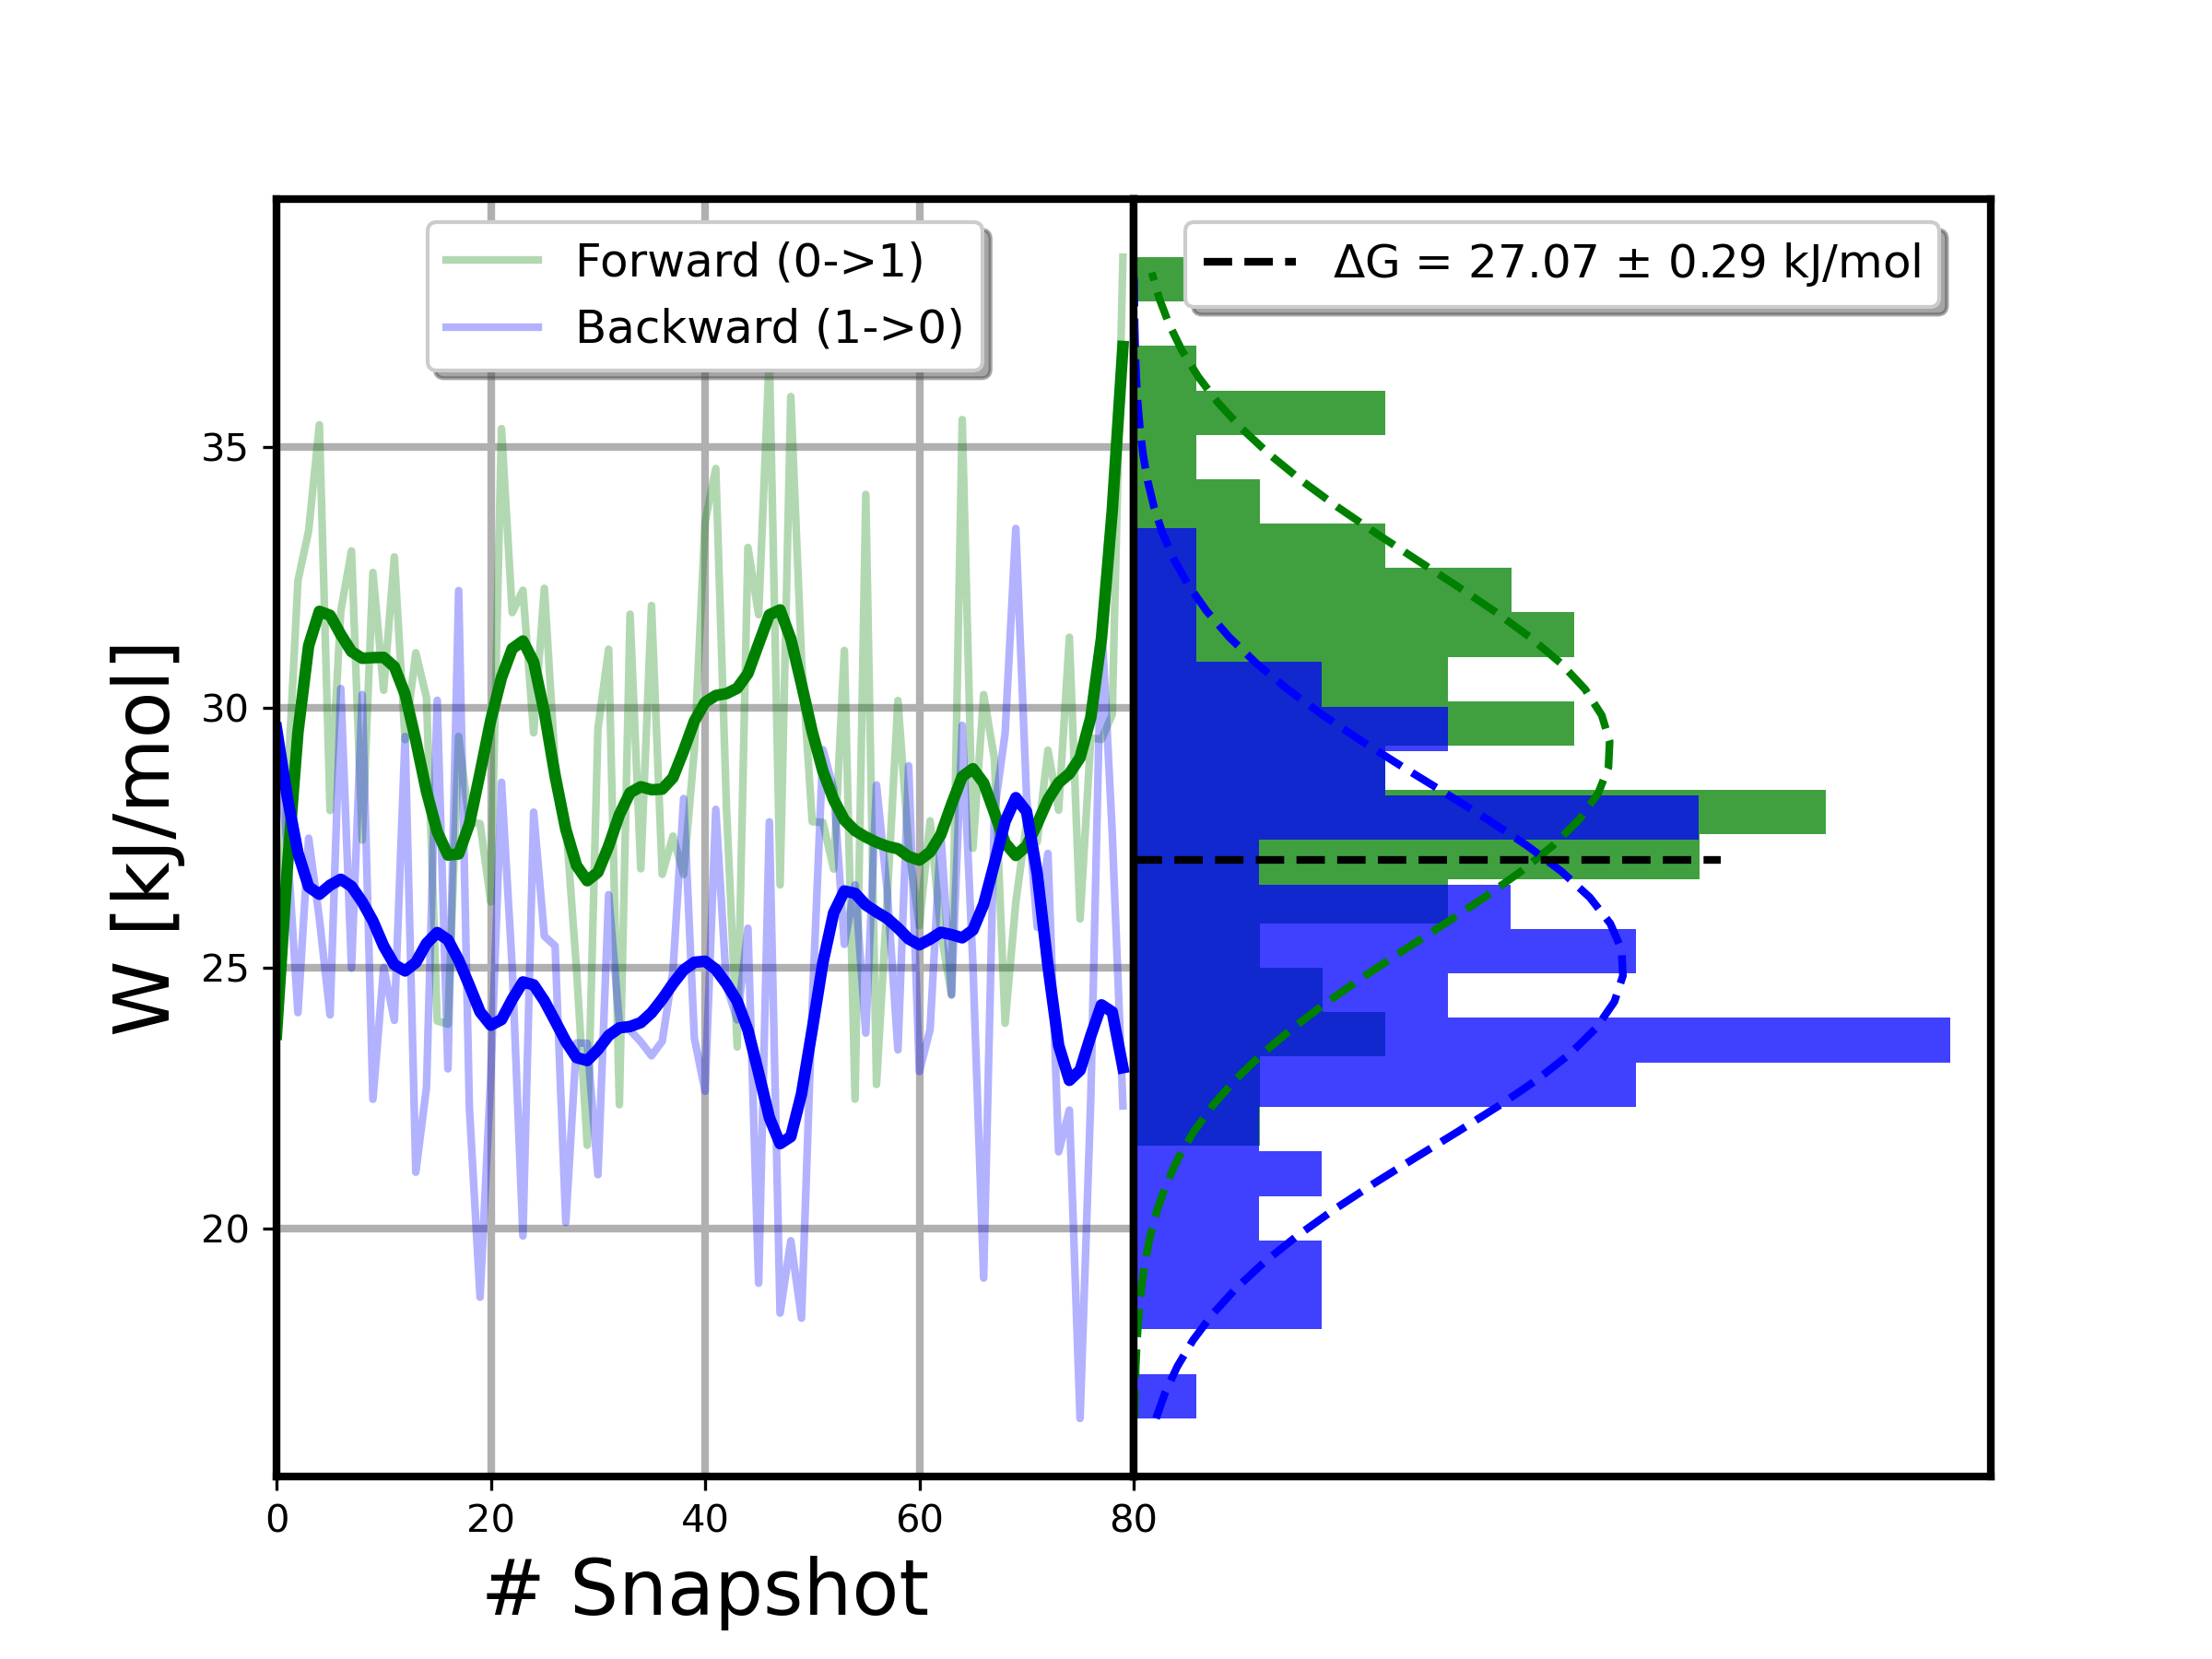 Forward (0->1)
Backward (1->0)
ΔG = 27.07 ± 0.29 kJ/mol
W [kJ/mol]
35
30
25
20
0 20 40 60 80
# Snapshot